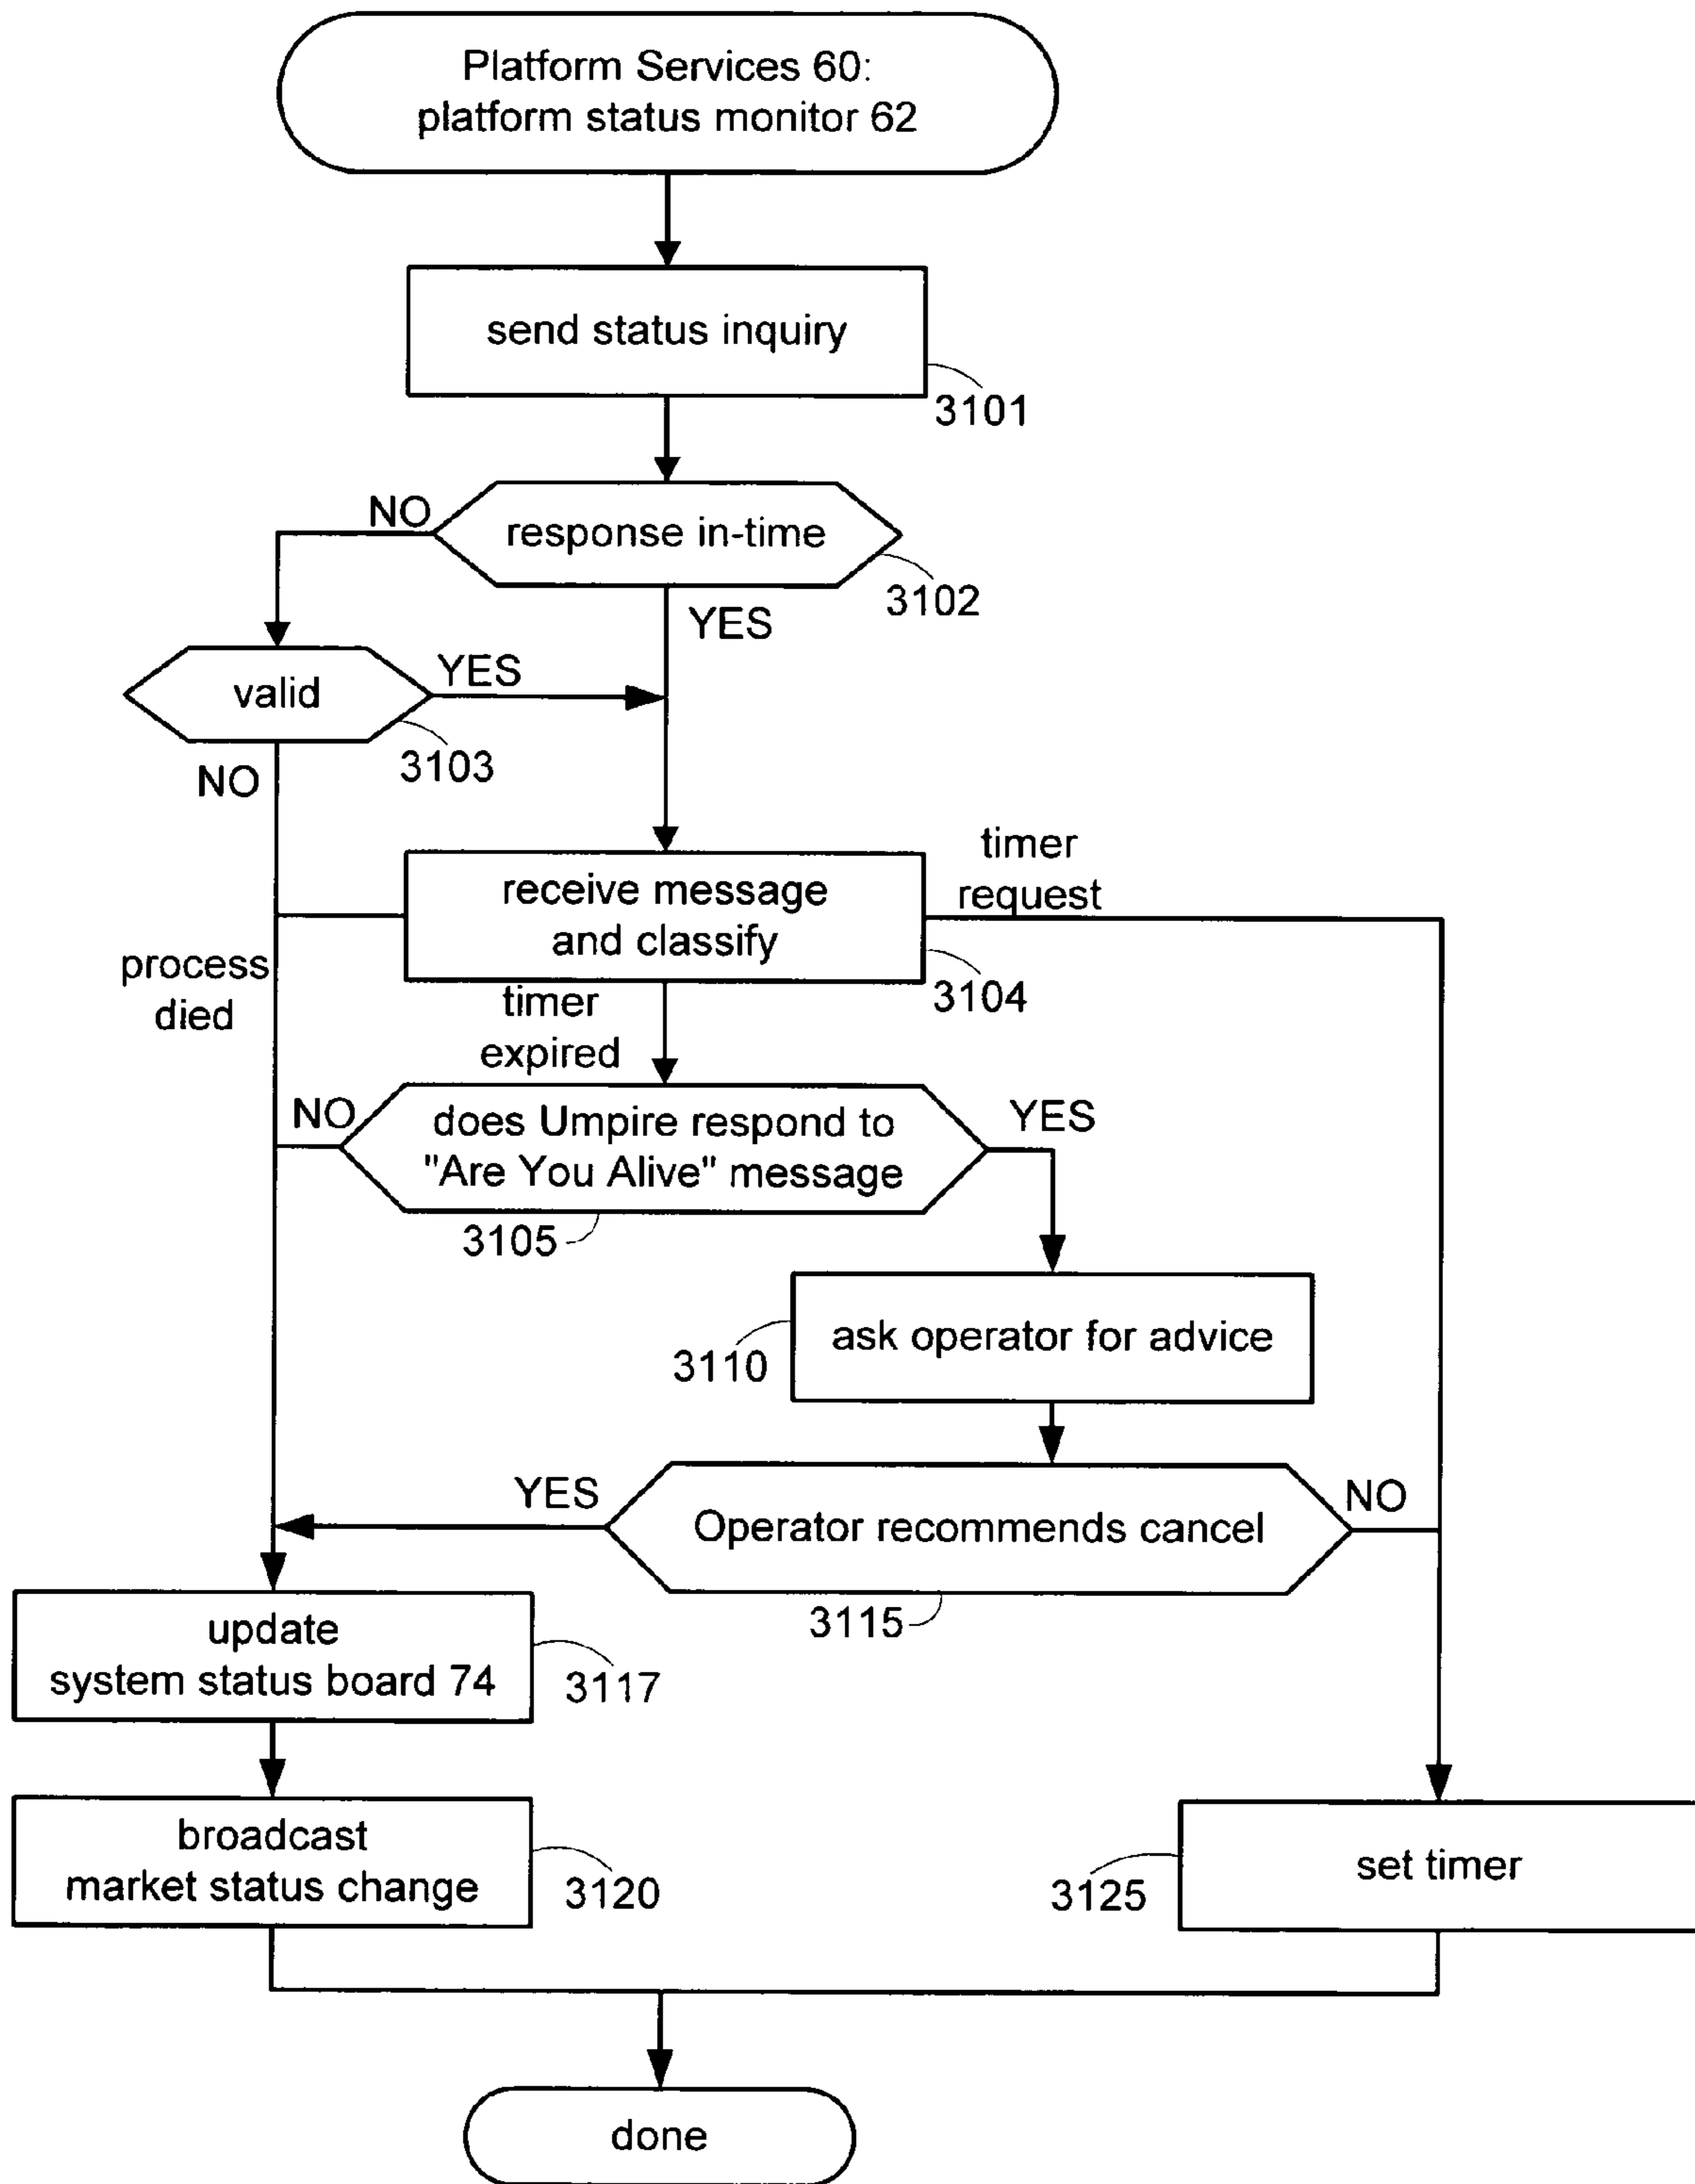 Platform Services 60:
platform status monitor 62
send status inquiry
3101
NO
response in-time
3102
YES
valid
YES
3103
NO
timer
request
receive message
and classify
3104
process
died
timer
expired
NO
does Umpire respond to
"Are You Alive" message
YES
3105
ask operator for advice
3110
YES
Operator recommends cancel
NO
3115
update
system status board 74
3117
broadcast
market status change
3120
set timer
3125
done